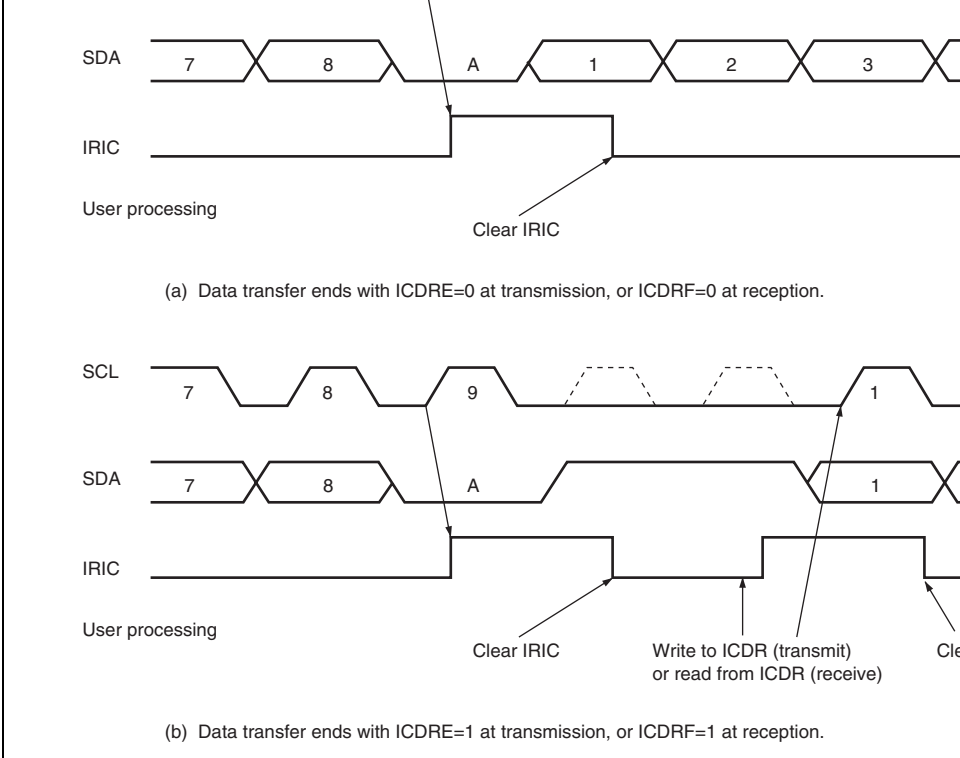 SDA 7 8 A 1 2 3
IRIC
User processing
Clear IRIC
(a) Data transfer ends with ICDRE=0 at transmission, or ICDRF=0 at reception.
SCL 7 8 9 1
SDA 7 8 A 1
IRIC
User processing
Clear IRIC
Write to ICDR (transmit)
or read from ICDR (receive)
Cle
(b) Data transfer ends with ICDRE=1 at transmission, or ICDRF=1 at reception.